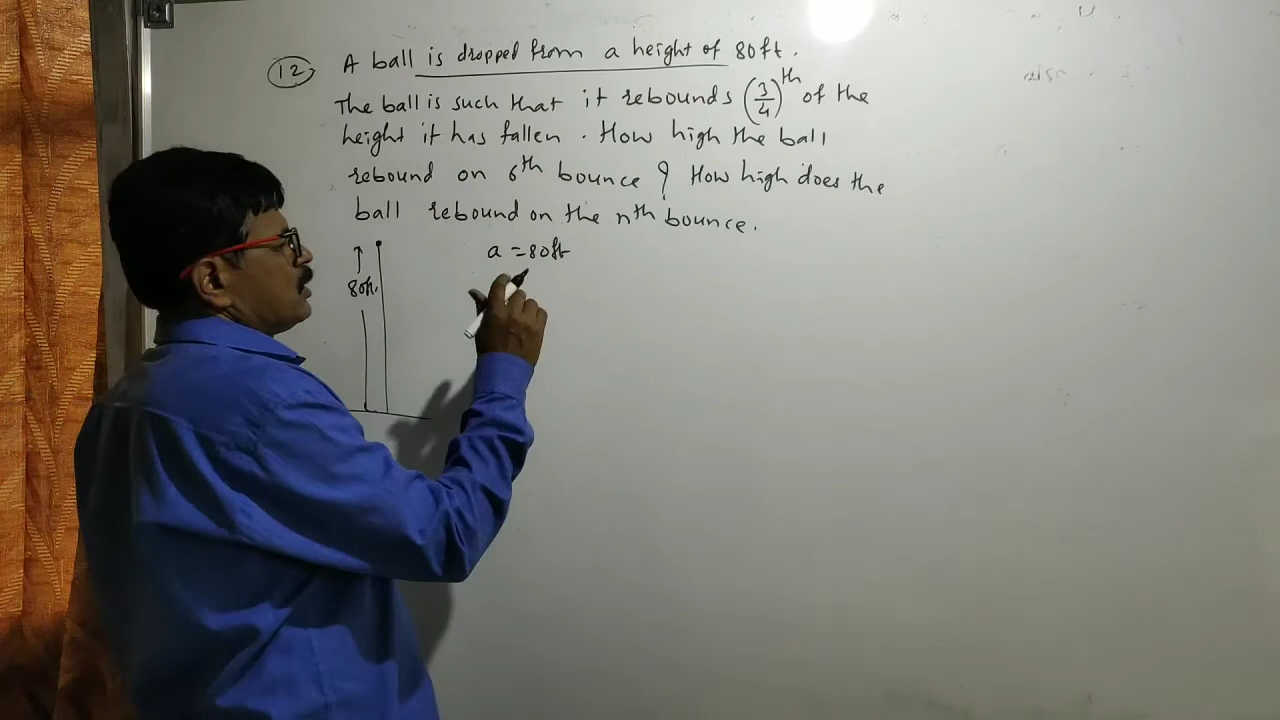 12 A ball is dropped from a height of 80ft.
The ball is such that it rebounds (3/4)th of the
height it has fallen. How high the ball
rebound on 6th bounce? How high does the
ball rebound on the nth bounce.
80ft.
a = 80ft